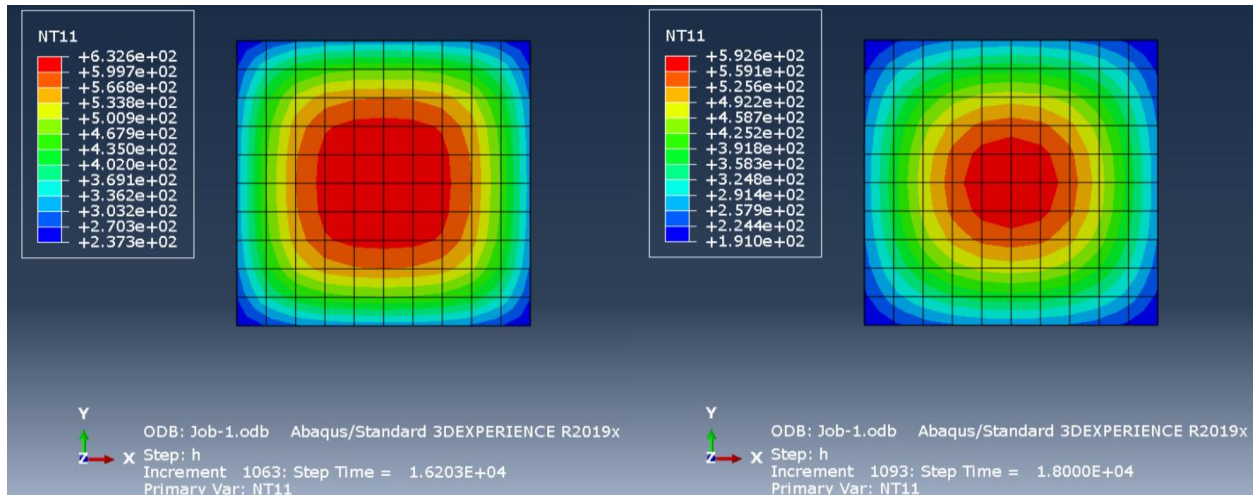 NT11
+6.326e+02
+5.997e+02
+5.668e+02
+5.338e+02
+5.009e+02
+4.679e+02
+4.350e+02
+4.020e+02
+3.691e+02
+3.362e+02
+3.032e+02
+2.703e+02
+2.373e+02
Y
X
Z
ODB: Job-1.odb Abaqus/Standard 3DEXPERIENCE R2019x
Step: h
Increment 1063: Step Time = 1.6203E+04
Primary Var: NT11
NT11
+5.926e+02
+5.591e+02
+5.256e+02
+4.922e+02
+4.587e+02
+4.252e+02
+3.918e+02
+3.583e+02
+3.248e+02
+2.914e+02
+2.579e+02
+2.244e+02
+1.910e+02
Y
X
Z
ODB: Job-1.odb Abaqus/Standard 3DEXPERIENCE R2019x
Step: h
Increment 1093: Step Time = 1.8000E+04
Primary Var: NT11